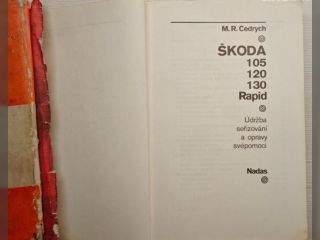 M. R. Cedrych
ŠKODA
105
120
130
Rapid
Údržba
seřizování
a opravy
svépomocí
Nadas